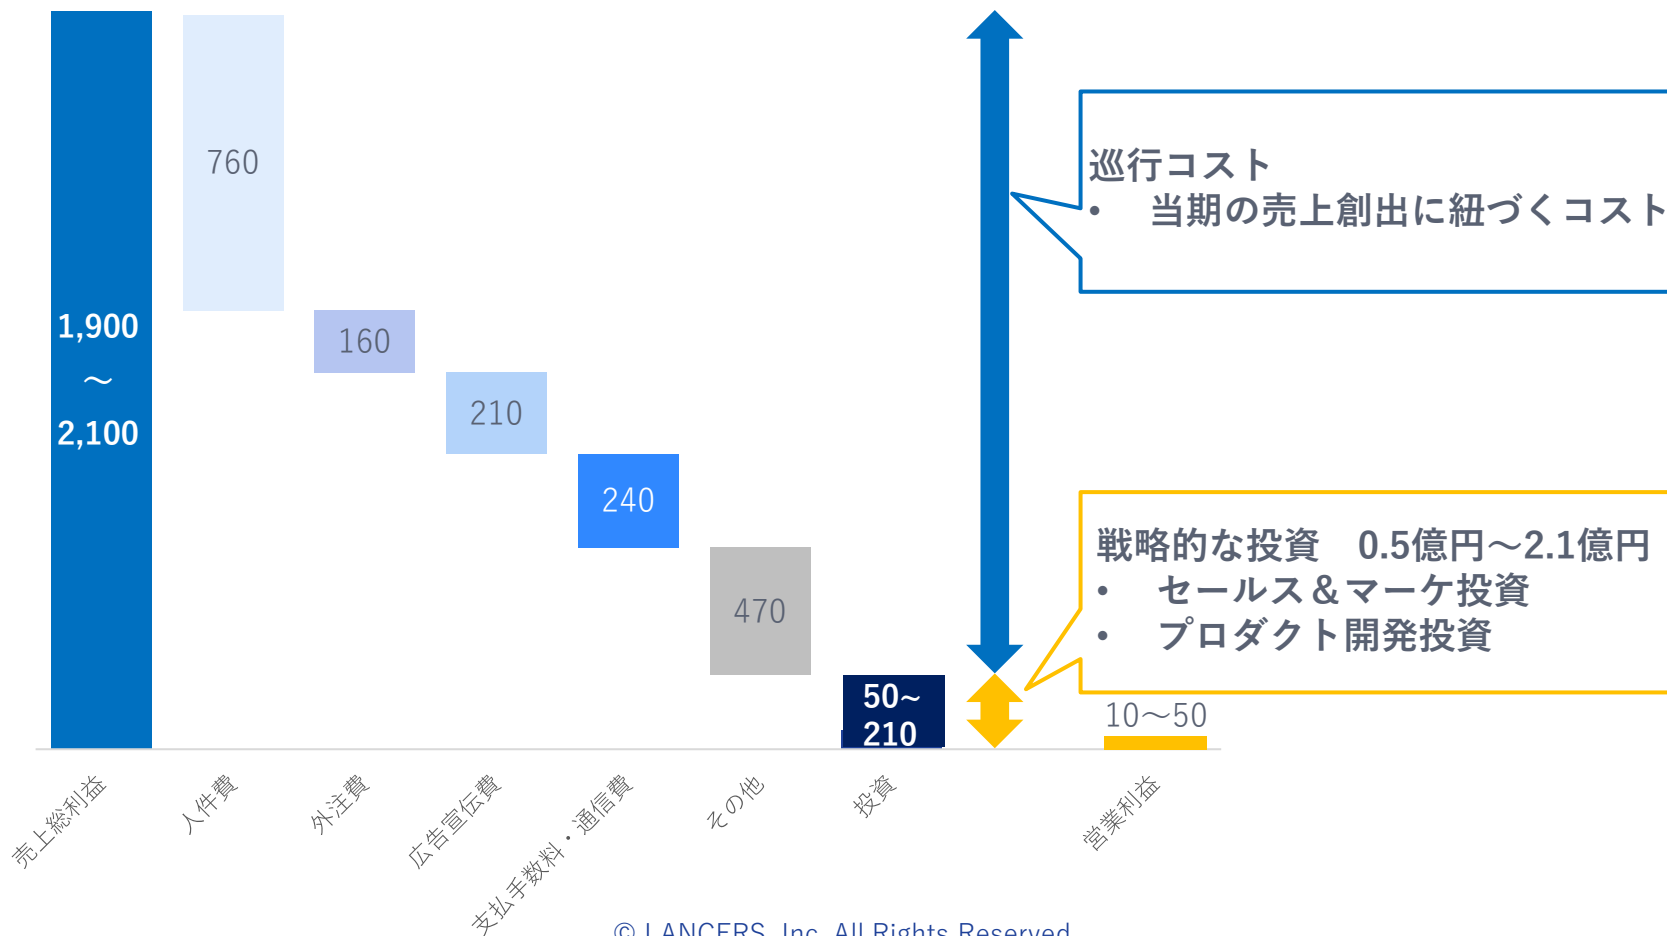 1,900
～
2,100
760
160
210
240
470
50~
210
10～50
巡行コスト
• 当期の売上創出に紐づくコスト
戦略的な投資　0.5億円～2.1億円
• セールス＆マーケ投資
• プロダクト開発投資
売上総利益
人件費
外注費
広告宣伝費
支払手数料・通信費
その他
投資
営業利益
© LANCERS, Inc. All Rights Reserved